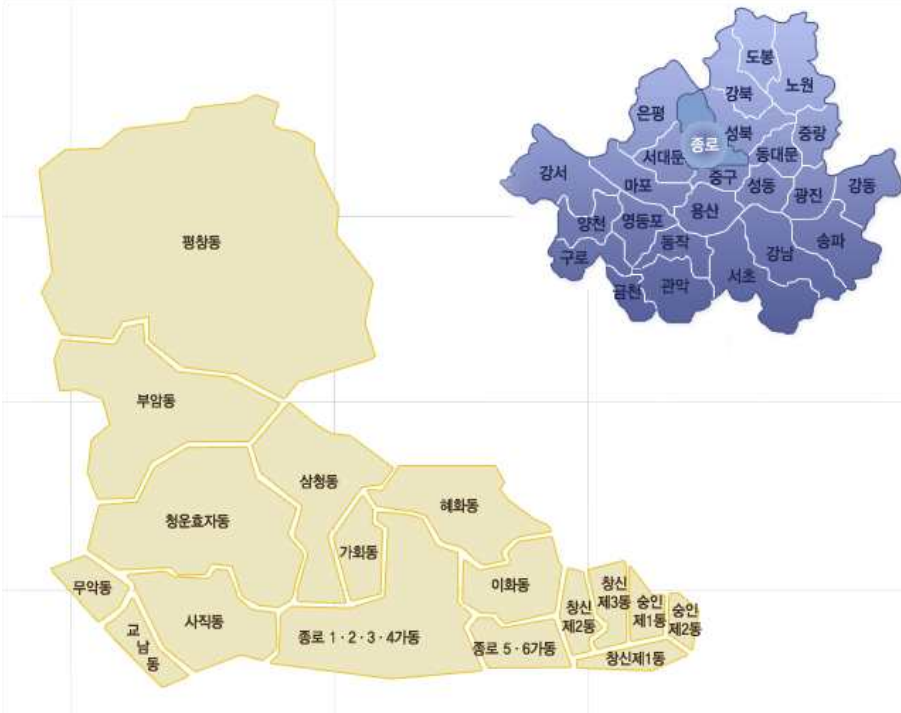 도봉
노원
강북
은평
성북
중랑
종로
서대문
동대문
강서
마포
중구
성동
광진
강동
양천
영등포
용산
송파
구로
동작
강남
금천
관악
서초
평창동
부암동
삼청동
혜화동
청운효자동
가회동
이화동
무악동
사직동
교
남
동
종로 1·2·3·4가동
종로 5·6가동
창신
제2동
창신
제3동
숭인
제1동
숭인
제2동
창신제1동